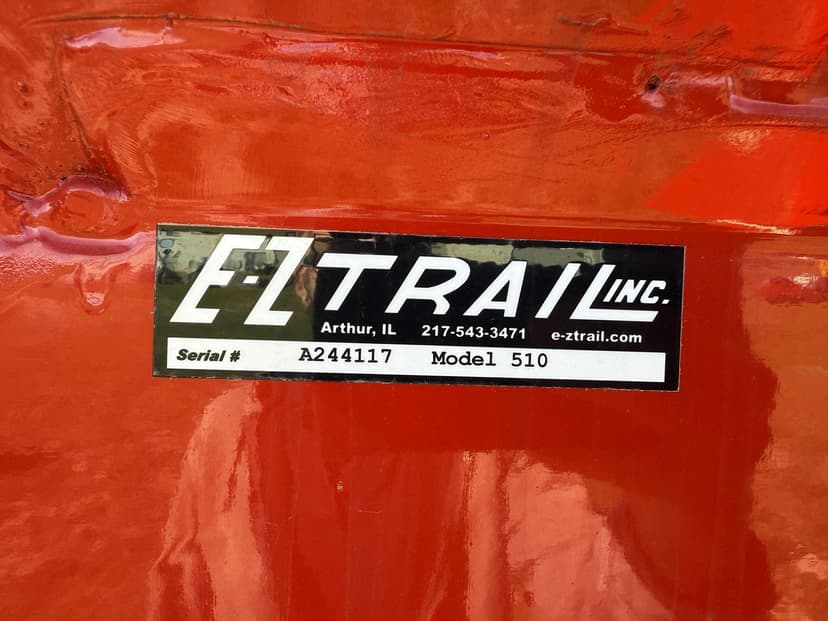 E-Z TRAIL INC.
Arthur, IL 217-543-3471 e-ztrail.com
Serial # A244117 Model 510